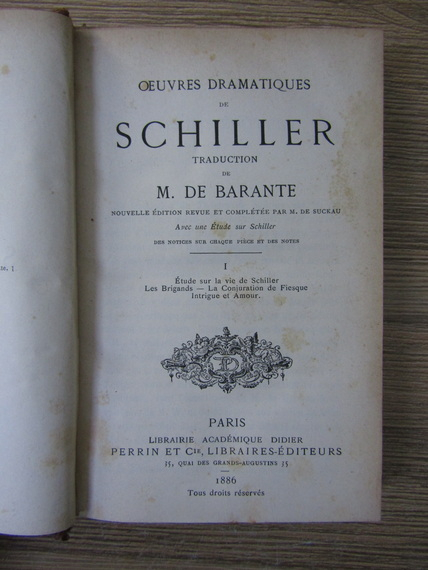 ŒUVRES DRAMATIQUES
DE
SCHILLER
TRADUCTION
DE
M. DE BARANTE
NOUVELLE ÉDITION REVUE ET COMPLÉTÉE PAR M. DE SUCKAU
Avec une Étude sur Schiller
DES NOTICES SUR CHAQUE PIÈCE ET DES NOTES
I
Étude sur la vie de Schiller
Les Brigands — La Conjuration de Fiesque
Intrigue et Amour.
PARIS
LIBRAIRIE ACADÉMIQUE DIDIER
PERRIN ET Cie, LIBRAIRES-ÉDITEURS
35, QUAI DES GRANDS-AUGUSTINS 35
1886
Tous droits réservés